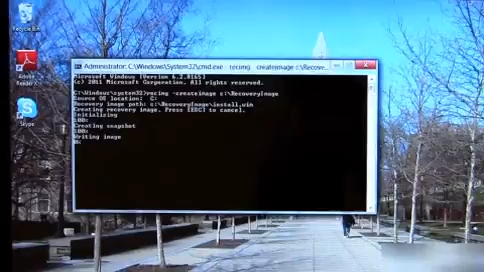 Recycle Bin
Adobe
Reader X
Skype
Administrator: C:\Windows\System32\cmd.exe - recimg -createimage c:\Recove...
Microsoft Windows [Version 6.2.8165]
(c) 2011 Microsoft Corporation. All rights reserved.
C:\Windows\system32>recimg -createimage c:\RecoveryImage
Source OS location: C:
Recovery image path: c:\RecoveryImage\install.wim
Creating recovery image. Press [ESC] to cancel.
Initializing
100%
Creating snapshot
100%
Writing image
0%